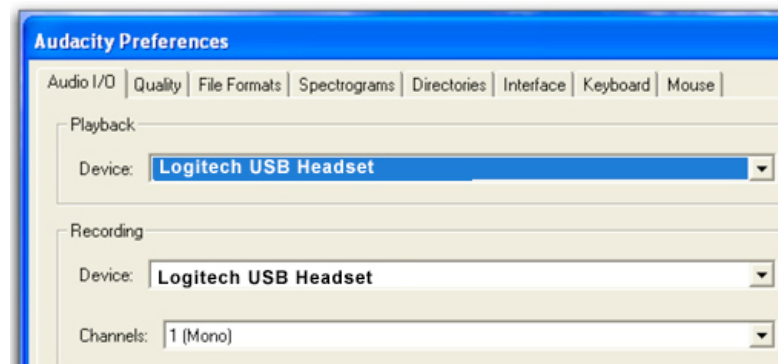 Audacity Preferences
Audio I/O Quality File Formats Spectrograms Directories Interface Keyboard Mouse
Playback
Device: Logitech USB Headset
Recording
Device: Logitech USB Headset
Channels: 1 (Mono)